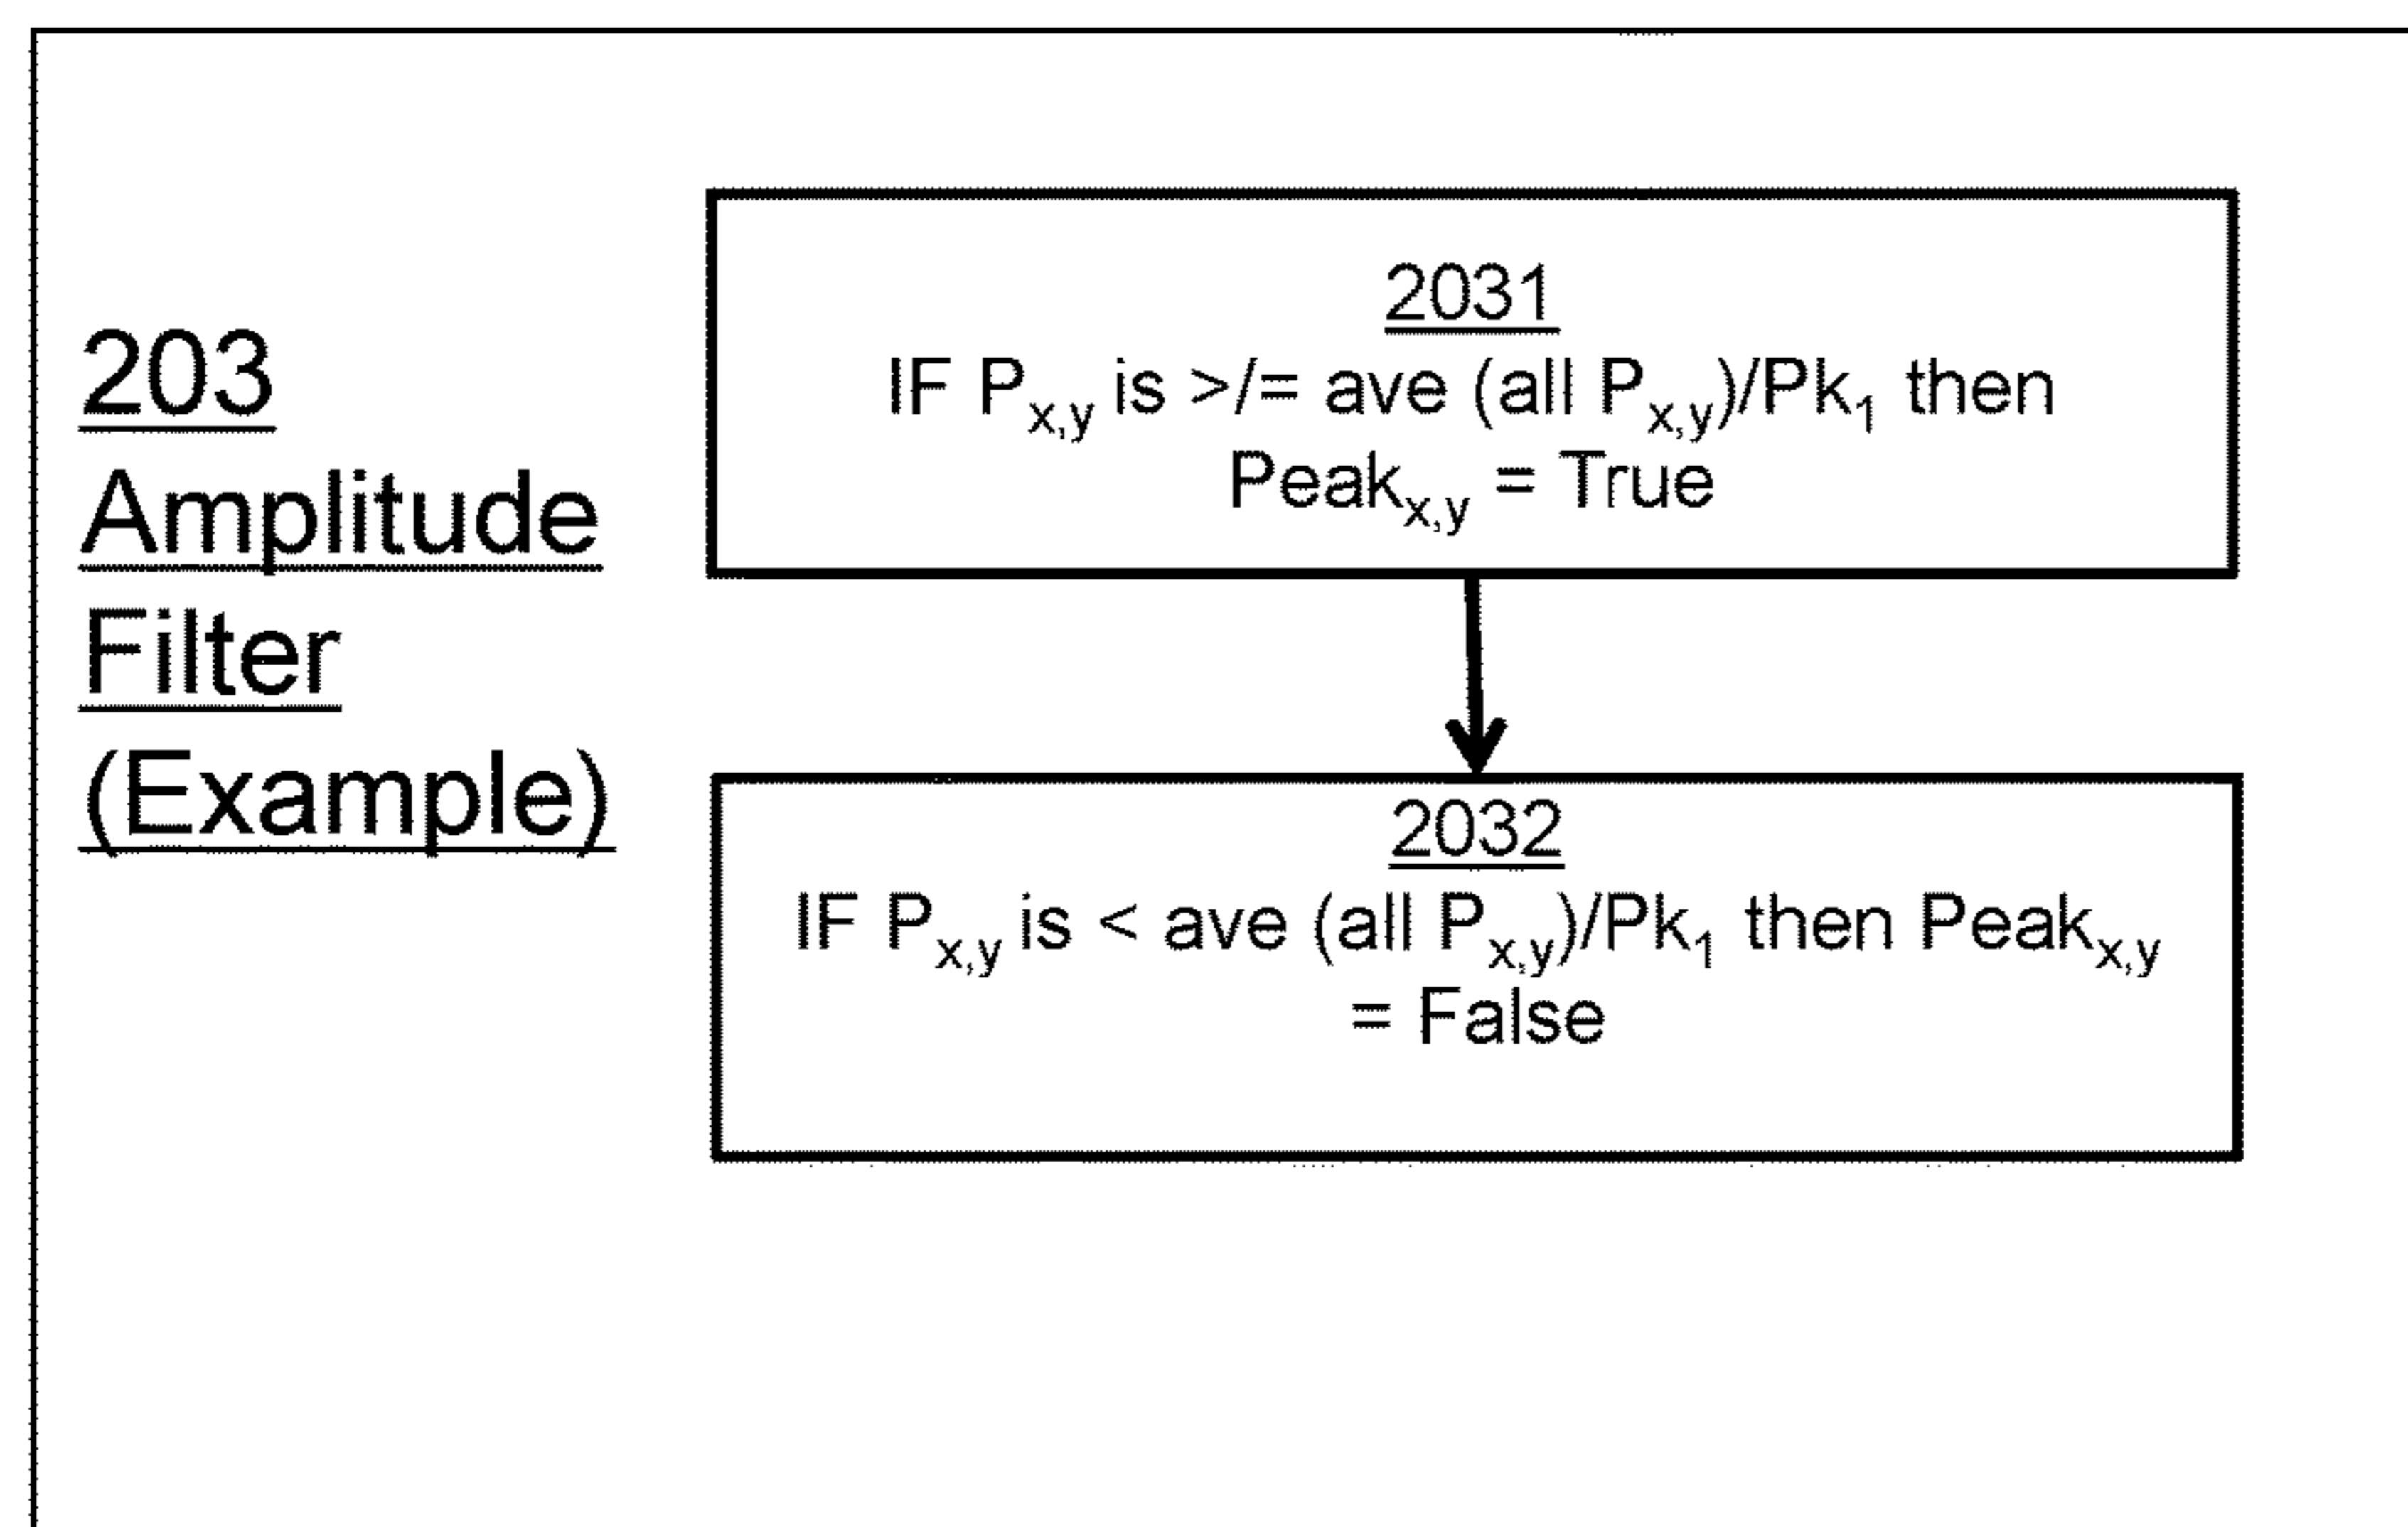 203
Amplitude
Filter
(Example)
2031
IF Px,y is >/= ave (all Px,y)/Pk1 then
Peakx,y = True
2032
IF Px,y is < ave (all Px,y)/Pk1 then Peakx,y
= False